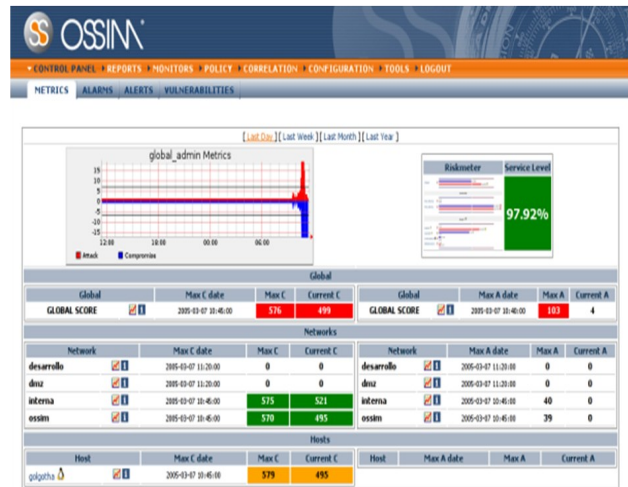 OSSIM
CONTROL PANEL REPORTS MONITORS POLICY CORRELATION CONFIGURATION TOOLS LOGOUT
METRICS ALARMS ALERTS VULNERABILITIES
[ Last Day ] [ Last Week ] [ Last Month ] [ Last Year ]
global_admin Metrics
15
10
5
0
-5
-10
-15
12:00 18:00 00:00 06:00
Attack Compromise
Riskmeter Service Level
97.92%
Global
Global Max C date Max C Current C Global Max A date Max A Current A
GLOBAL SCORE 2005-03-07 10:45:00 576 499 GLOBAL SCORE 2005-03-07 10:40:00 103 4
Networks
Network Max C date Max C Current C Network Max A date Max A Current A
desarrollo 2005-03-07 11:20:00 0 0 desarrollo 2005-03-07 11:20:00 0 0
dmz 2005-03-07 11:20:00 0 0 dmz 2005-03-07 11:20:00 0 0
interna 2005-03-07 10:45:00 575 521 interna 2005-03-07 10:45:00 40 0
ossim 2005-03-07 10:45:00 570 495 ossim 2005-03-07 10:45:00 39 0
Hosts
Host Max C date Max C Current C Host Max A date Max A Current A
golgotha 2005-03-07 10:45:00 579 495